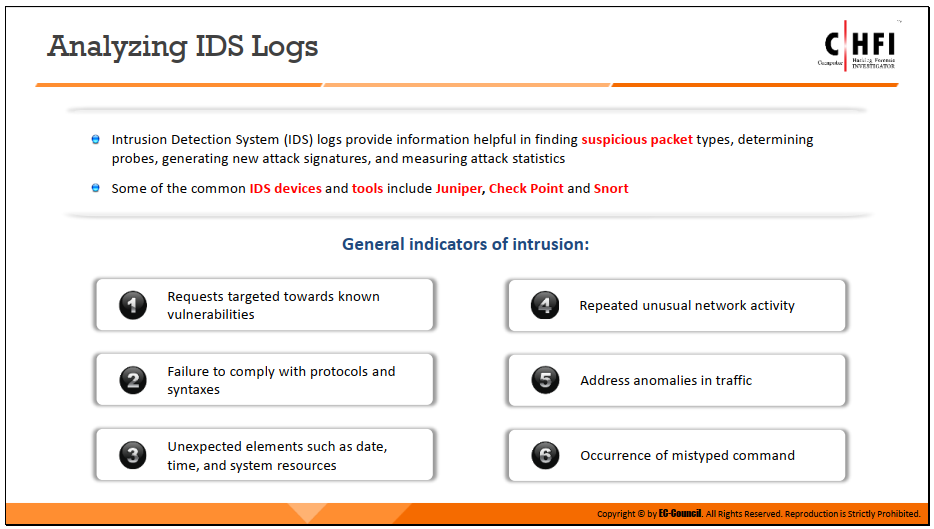 Analyzing IDS Logs
C HFI
Computer Hacking Forensic
INVESTIGATOR
Intrusion Detection System (IDS) logs provide information helpful in finding suspicious packet types, determining
probes, generating new attack signatures, and measuring attack statistics
Some of the common IDS devices and tools include Juniper, Check Point and Snort
General indicators of intrusion:
1 Requests targeted towards known
vulnerabilities
2 Failure to comply with protocols and
syntaxes
3 Unexpected elements such as date,
time, and system resources
4 Repeated unusual network activity
5 Address anomalies in traffic
6 Occurrence of mistyped command
Copyright © by EC-Council. All Rights Reserved. Reproduction is Strictly Prohibited.